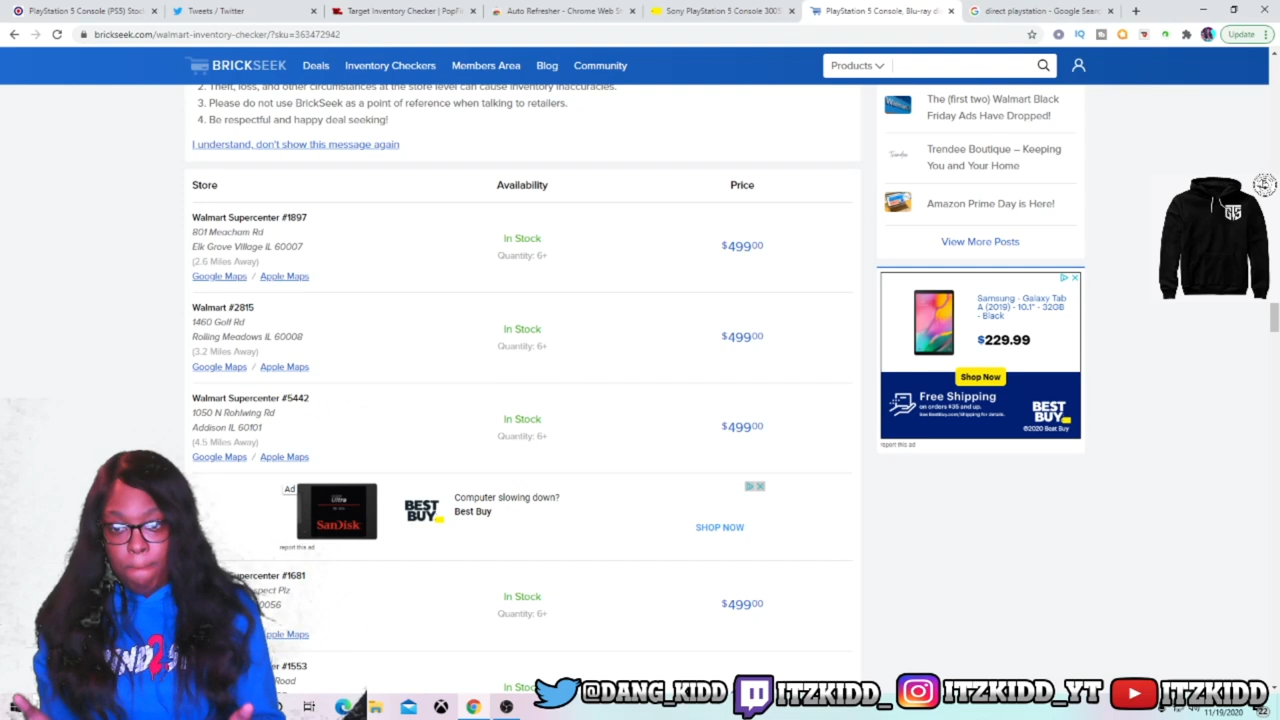 PlayStation 5 Console (PS5) Stock
Tweets / Twitter
Target Inventory Checker | PopFi
Auto Refresher - Chrome Web St
Sony PlayStation 5 Console 3005
PlayStation 5 Console, Blu-ray di
direct playstation - Google Sear
brickseek.com/walmart-inventory-checker/?sku=363472942
Update
BRICKSEEK
Deals
Inventory Checkers
Members Area
Blog
Community
Products
2. Theft, loss, and other circumstances at the store level can cause inventory inaccuracies.
3. Please do not use BrickSeek as a point of reference when talking to retailers.
4. Be respectful and happy deal seeking!
I understand, don't show this message again
Store Availability Price
Walmart Supercenter #1897
801 Meacham Rd
Elk Grove Village IL 60007
(2.6 Miles Away)
Google Maps / Apple Maps
In Stock
Quantity: 6+
$49900
Walmart #2815
1460 Golf Rd
Rolling Meadows IL 60008
(3.2 Miles Away)
Google Maps / Apple Maps
In Stock
Quantity: 6+
$49900
Walmart Supercenter #5442
1050 N Rohlwing Rd
Addison IL 60101
(4.5 Miles Away)
Google Maps / Apple Maps
In Stock
Quantity: 6+
$49900
Ad
Ultra
SanDisk
BEST
BUY
Computer slowing down?
Best Buy
SHOP NOW
report this ad
upercenter #1681
spect Plz
0056
pple Maps
In Stock
Quantity: 6+
$49900
r #1553
Road
In Stoc
The (first two) Walmart Black
Friday Ads Have Dropped!
Trendee Boutique – Keeping
You and Your Home
Amazon Prime Day is Here!
View More Posts
Samsung - Galaxy Tab
A (2019) - 10.1" - 32GB
- Black
$229.99
Shop Now
Free Shipping
on orders $35 and up.
See BestBuy.com/Shipping for details.
BEST
BUY
©2020 Best Buy
report this ad
@DANG_KIDD
ITZKIDD_
ITZKIDD_YT
ITZKIDD
11/19/2020
22